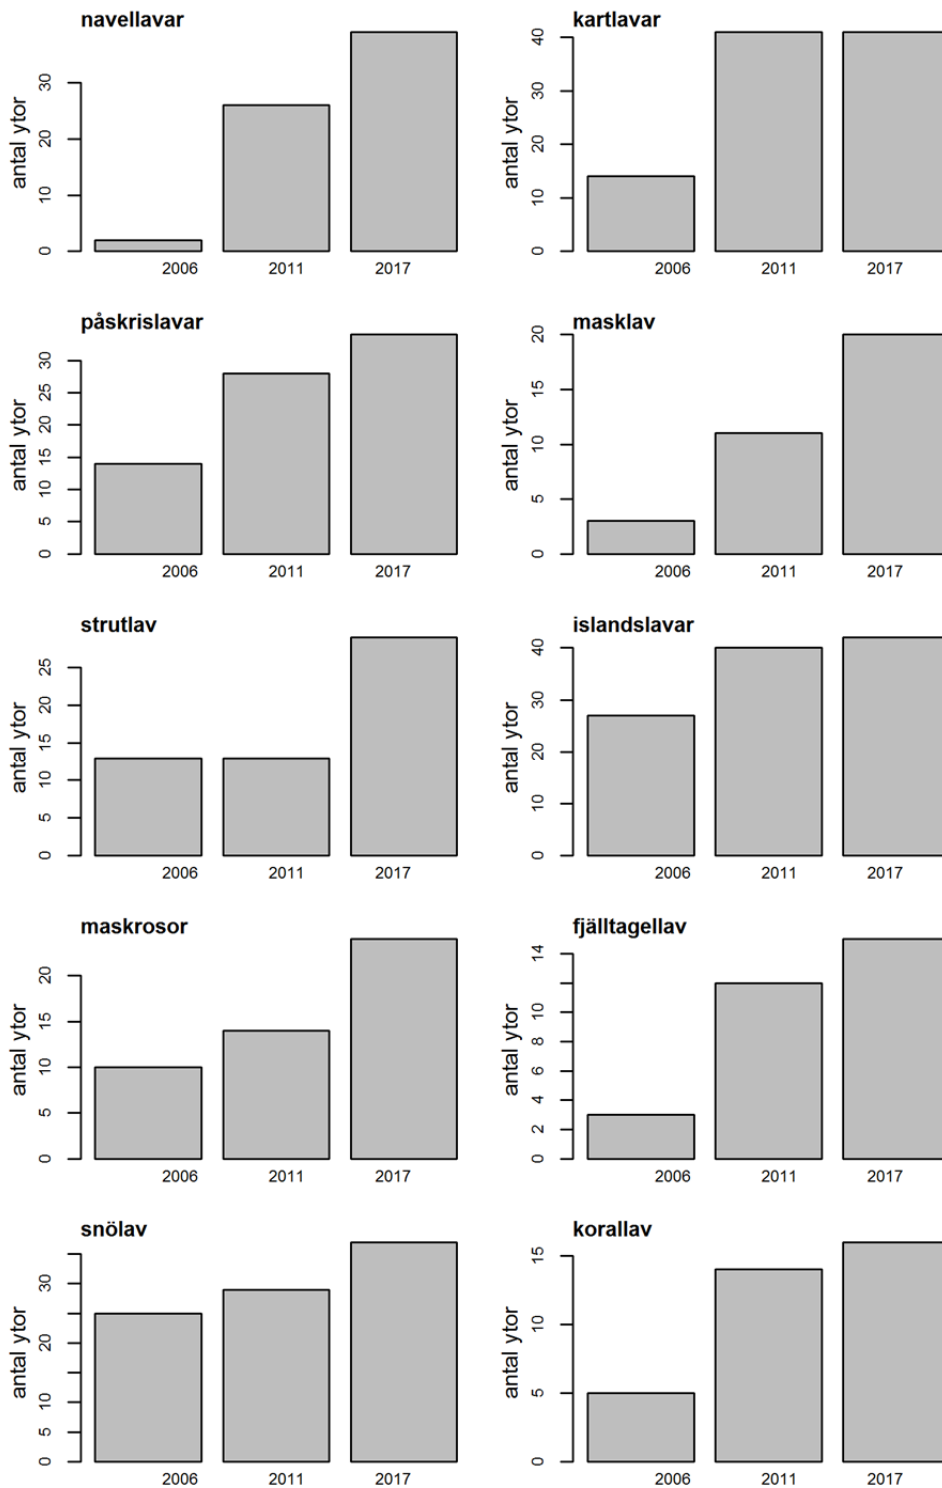 navellavar
antal ytor
0 10 20 30
2006 2011 2017
kartlavar
antal ytor
0 10 20 30 40
2006 2011 2017
påskrislavar
antal ytor
0 5 10 15 20 25 30
2006 2011 2017
masklav
antal ytor
0 5 10 15 20
2006 2011 2017
strutlav
antal ytor
0 5 10 15 20 25
2006 2011 2017
islandslavar
antal ytor
0 10 20 30 40
2006 2011 2017
maskrosor
antal ytor
0 5 10 15 20
2006 2011 2017
fjälltagellav
antal ytor
0 2 4 6 8 10 14
2006 2011 2017
snölav
antal ytor
0 10 20 30
2006 2011 2017
korallav
antal ytor
0 5 10 15
2006 2011 2017